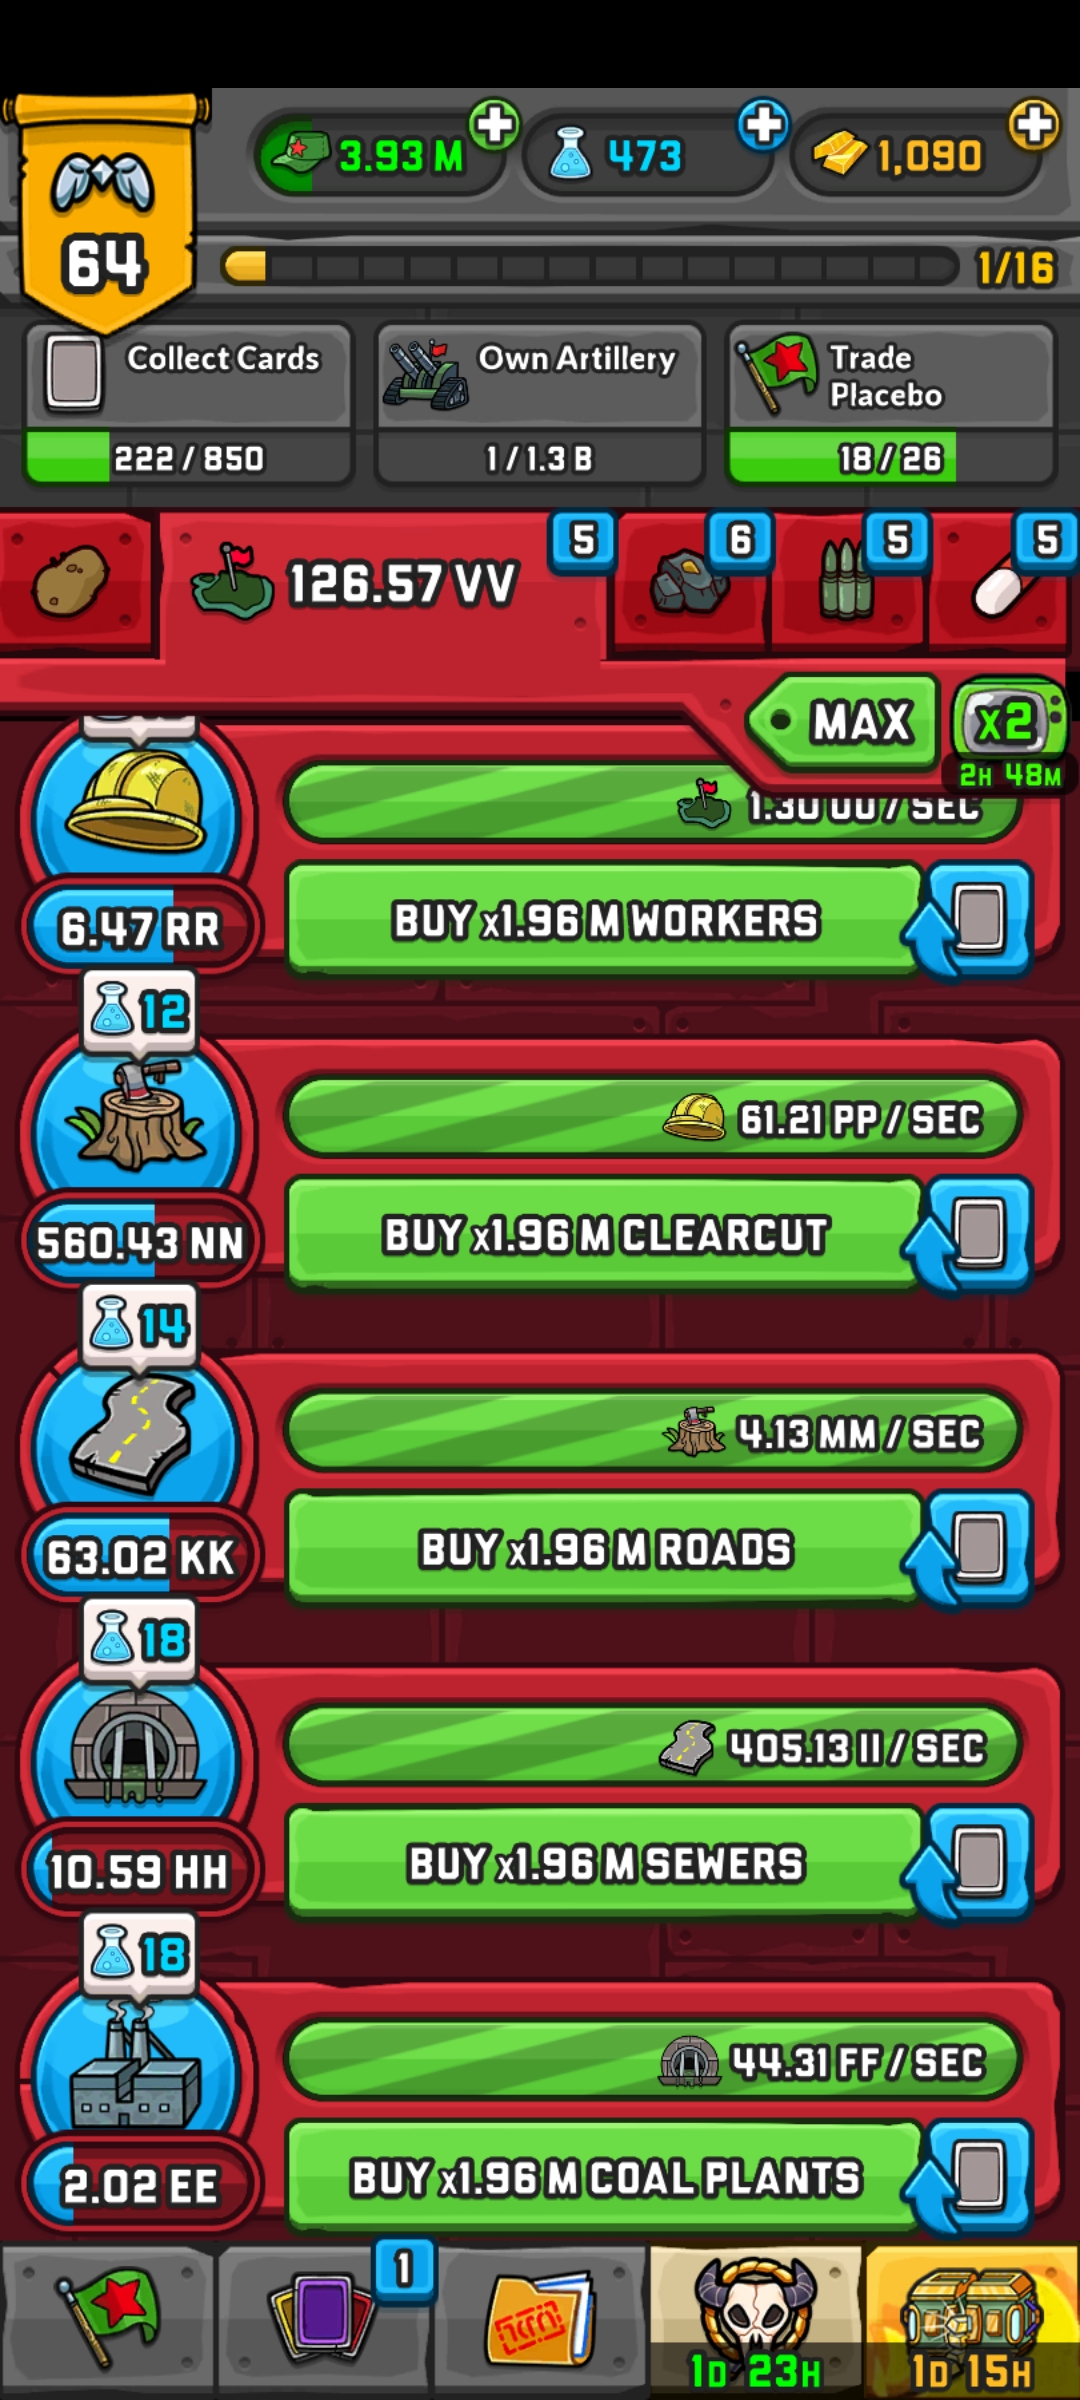 3.93 M
473
1,090
64
1/16
Collect Cards
222 / 850
Own Artillery
1 / 1.3 B
Trade
Placebo
18 / 26
126.57 VV
5
6
5
5
MAX
x2
2H 48M
1.30 UU / SEC
BUY x1.96 M WORKERS
6.47 RR
12
61.21 PP / SEC
BUY x1.96 M CLEARCUT
560.43 NN
14
4.13 MM / SEC
BUY x1.96 M ROADS
63.02 KK
18
405.13 II / SEC
BUY x1.96 M SEWERS
10.59 HH
18
44.31 FF / SEC
BUY x1.96 M COAL PLANTS
2.02 EE
1
1D 23H
1D 15H